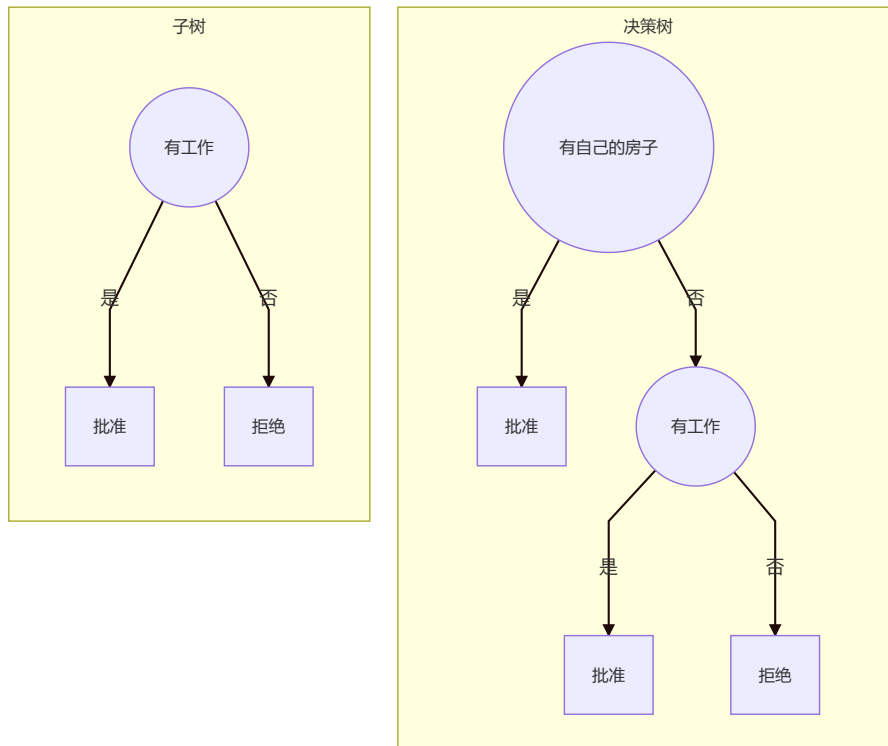 子树
有工作
是
否
批准
拒绝
决策树
有自己的房子
是
否
批准
有工作
是
否
批准
拒绝